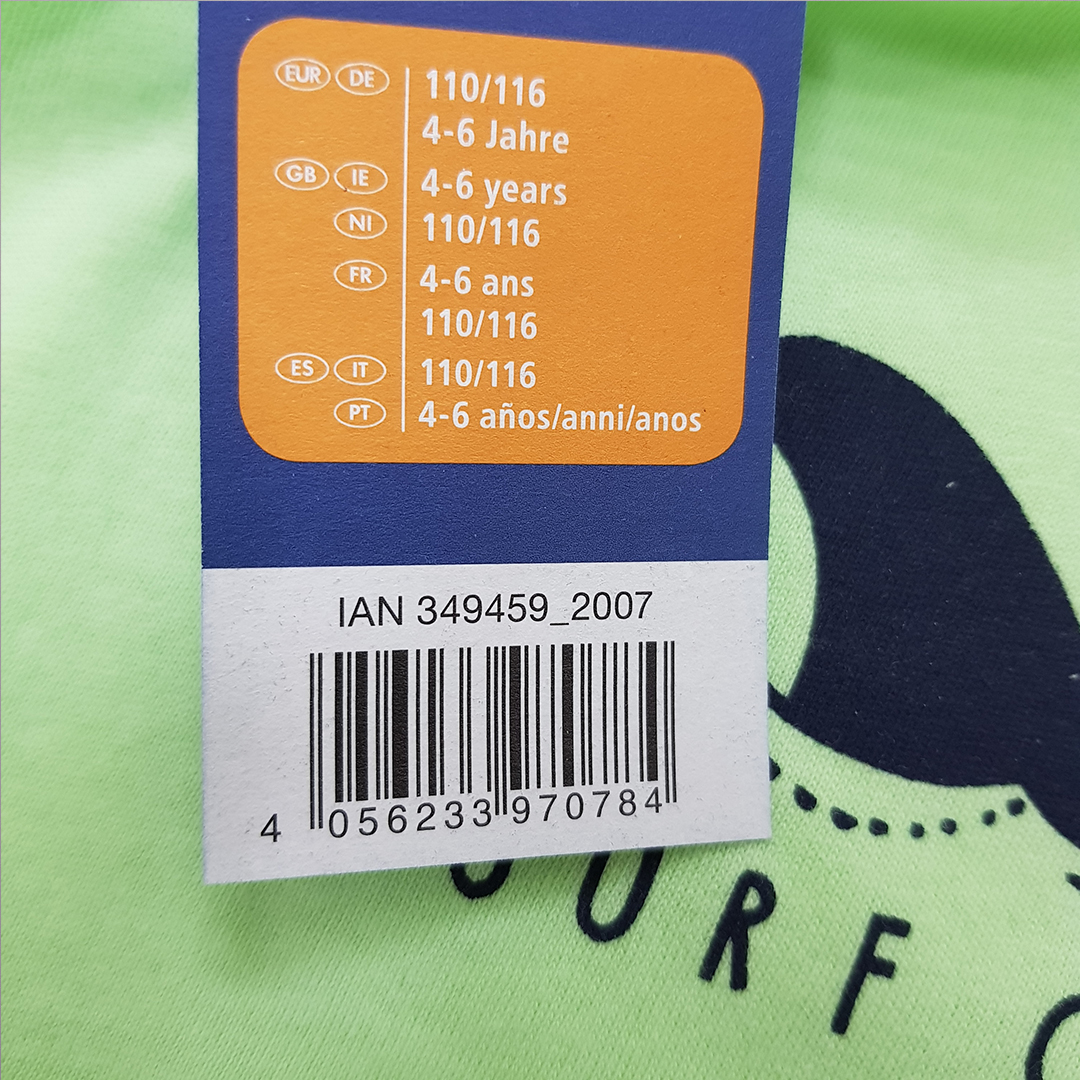 EUR DE 110/116
4-6 Jahre
GB IE 4-6 years
NI 110/116
FR 4-6 ans
110/116
ES IT 110/116
PT 4-6 años/anni/anos
IAN 349459_2007
4 056233 970784
SURF